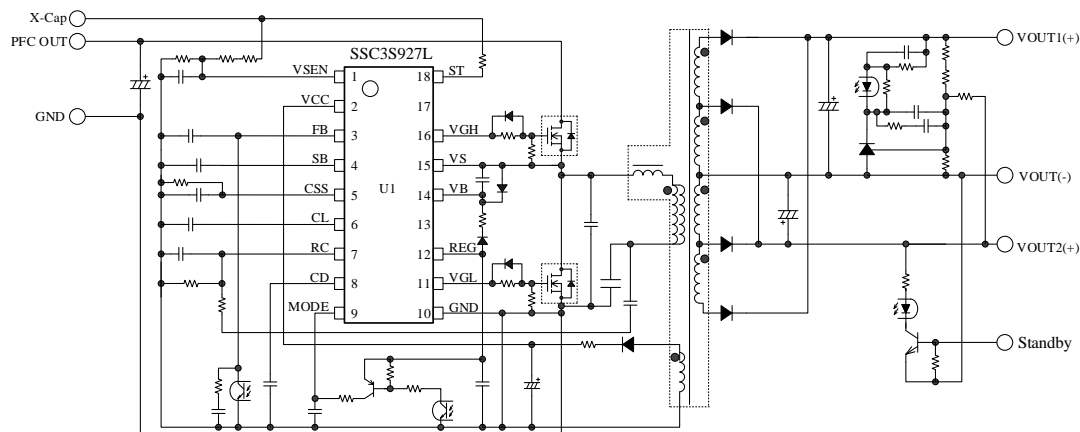 X-Cap
PFC OUT
GND
SSC3S927L
U1
VSEN 1
VCC 2
FB 3
SB 4
CSS 5
CL 6
RC 7
CD 8
MODE 9
18 ST
17
16 VGH
15 VS
14 VB
13
12 REG
11 VGL
10 GND
VOUT1(+)
VOUT(-)
VOUT2(+)
Standby